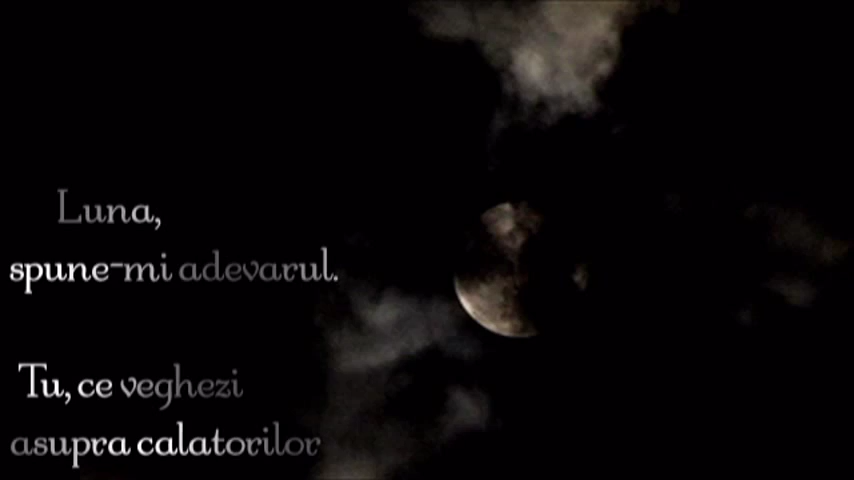 Luna,
spune-mi adevarul.
Tu, ce veghezi
asupra calatorilor